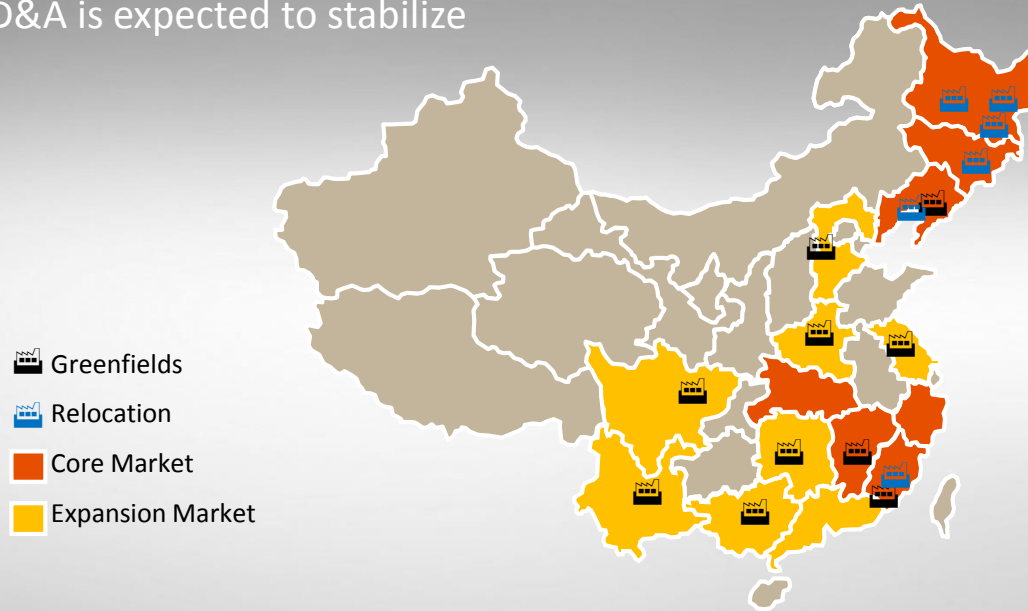 D&A is expected to stabilize
Greenfields
Relocation
Core Market
Expansion Market